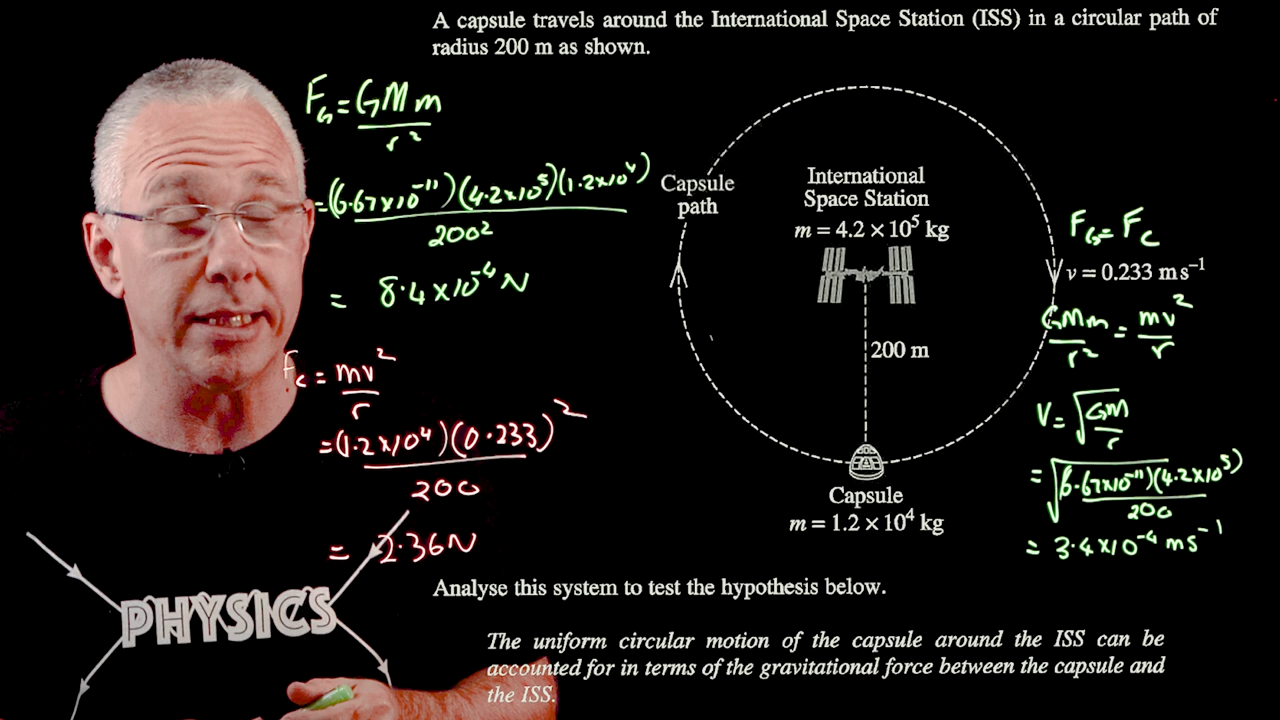 A capsule travels around the International Space Station (ISS) in a circular path of
radius 200 m as shown.
F_G = GMm
r²
= (6.67×10⁻¹¹)(4.2×10⁵)(1.2×10⁴)
200²
= 8.4×10⁻⁴ N
F_c = mv²
r
= (1.2×10⁴)(0.233)²
200
= 2.36N
Capsule
path
International
Space Station
m = 4.2 × 10⁵ kg
200 m
Capsule
m = 1.2 × 10⁴ kg
F_G = F_C
v = 0.233 m s⁻¹
GMm = mv²
r² r
V = √GM
r
= √(6.67×10⁻¹¹)(4.2×10⁵)
200
= 3.4×10⁻⁴ ms⁻¹
PHYSICS
Analyse this system to test the hypothesis below.
The uniform circular motion of the capsule around the ISS can be
accounted for in terms of the gravitational force between the capsule and
the ISS.